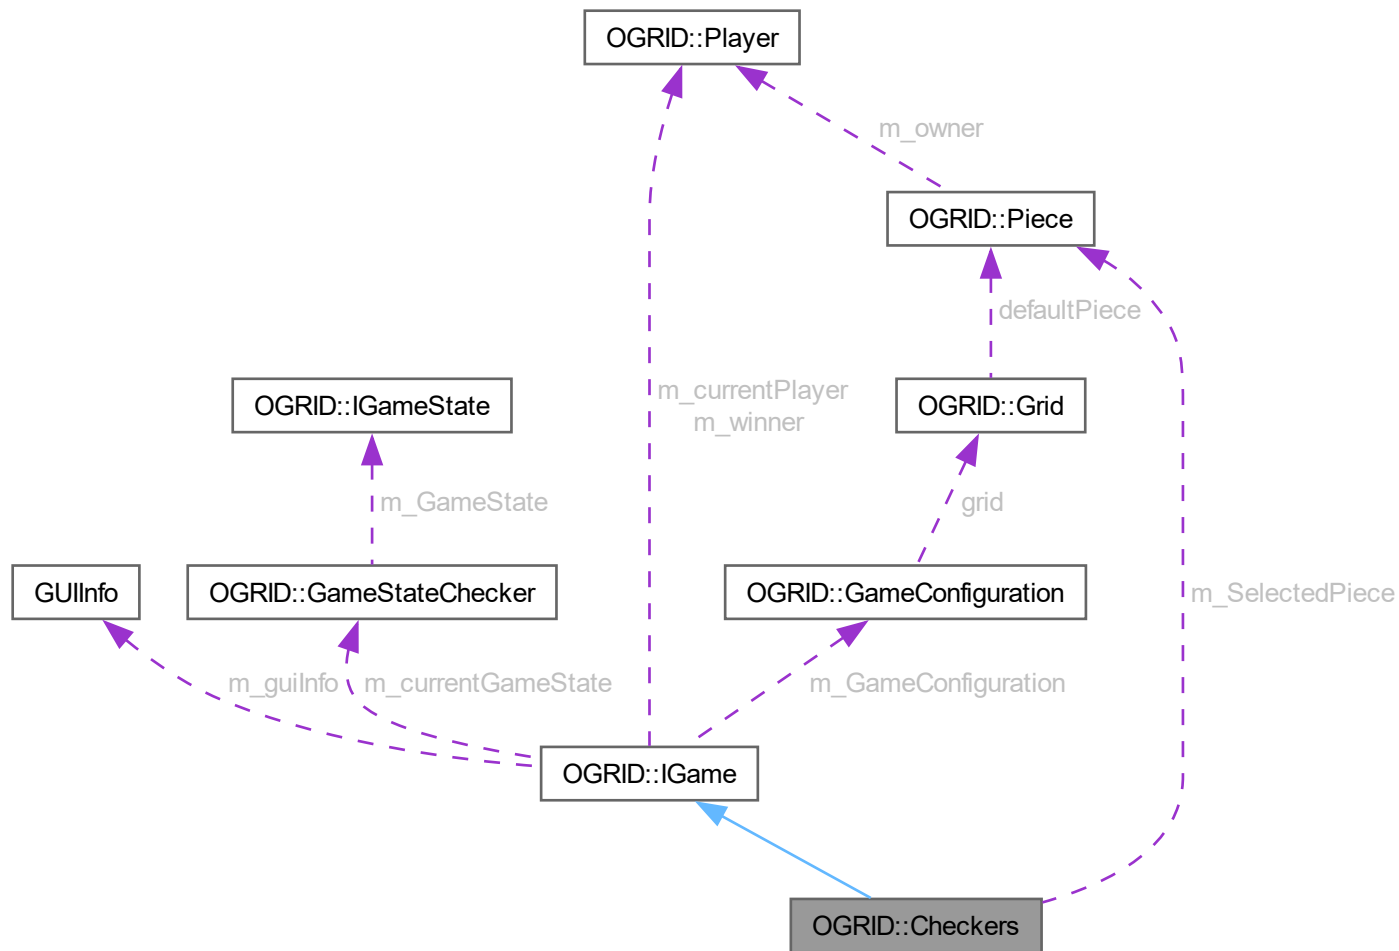 OGRID::Player
m_owner
OGRID::Piece
defaultPiece
m_currentPlayer
m_winner
OGRID::IGameState
OGRID::Grid
m_GameState
grid
GUIInfo
OGRID::GameStateChecker
OGRID::GameConfiguration
m_SelectedPiece
m_guiInfo
m_currentGameState
m_GameConfiguration
OGRID::IGame
OGRID::Checkers